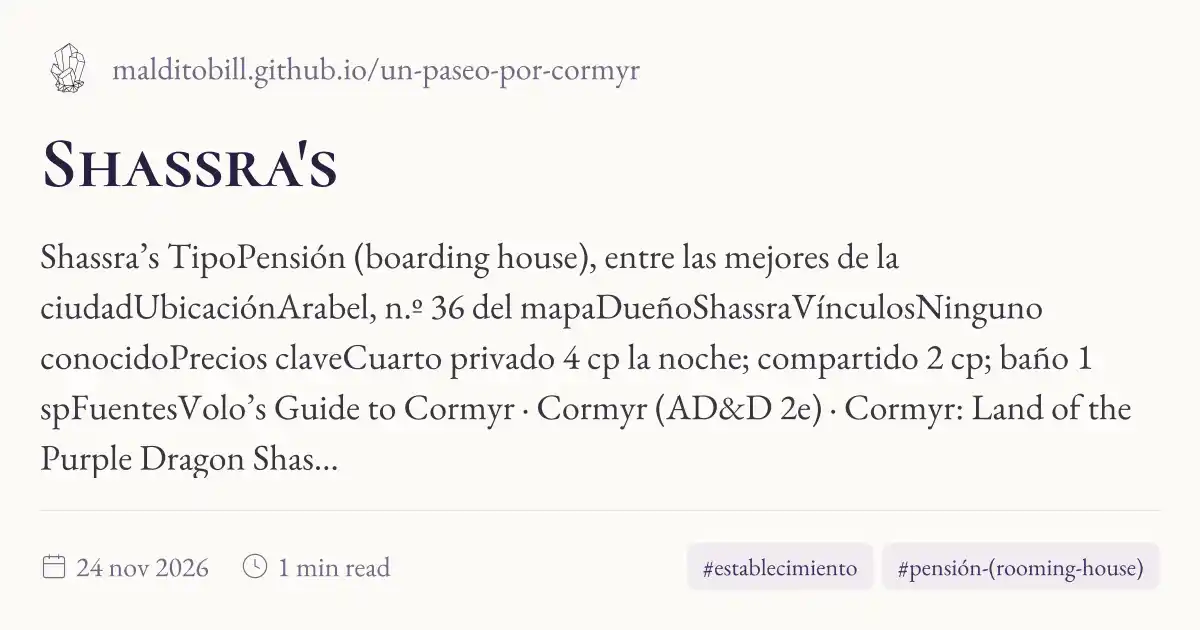 malditobill.github.io/un-paseo-por-cormyr
Shassra's
Shassra’s TipoPensión (boarding house), entre las mejores de la
ciudadUbicaciónArabel, n.º 36 del mapaDueñoShassraVínculosNinguno
conocidoPrecios claveCuarto privado 4 cp la noche; compartido 2 cp; baño 1
spFuentesVolo’s Guide to Cormyr · Cormyr (AD&D 2e) · Cormyr: Land of the
Purple Dragon Shas...
24 nov 2026
1 min read
#establecimiento
#pensión-(rooming-house)